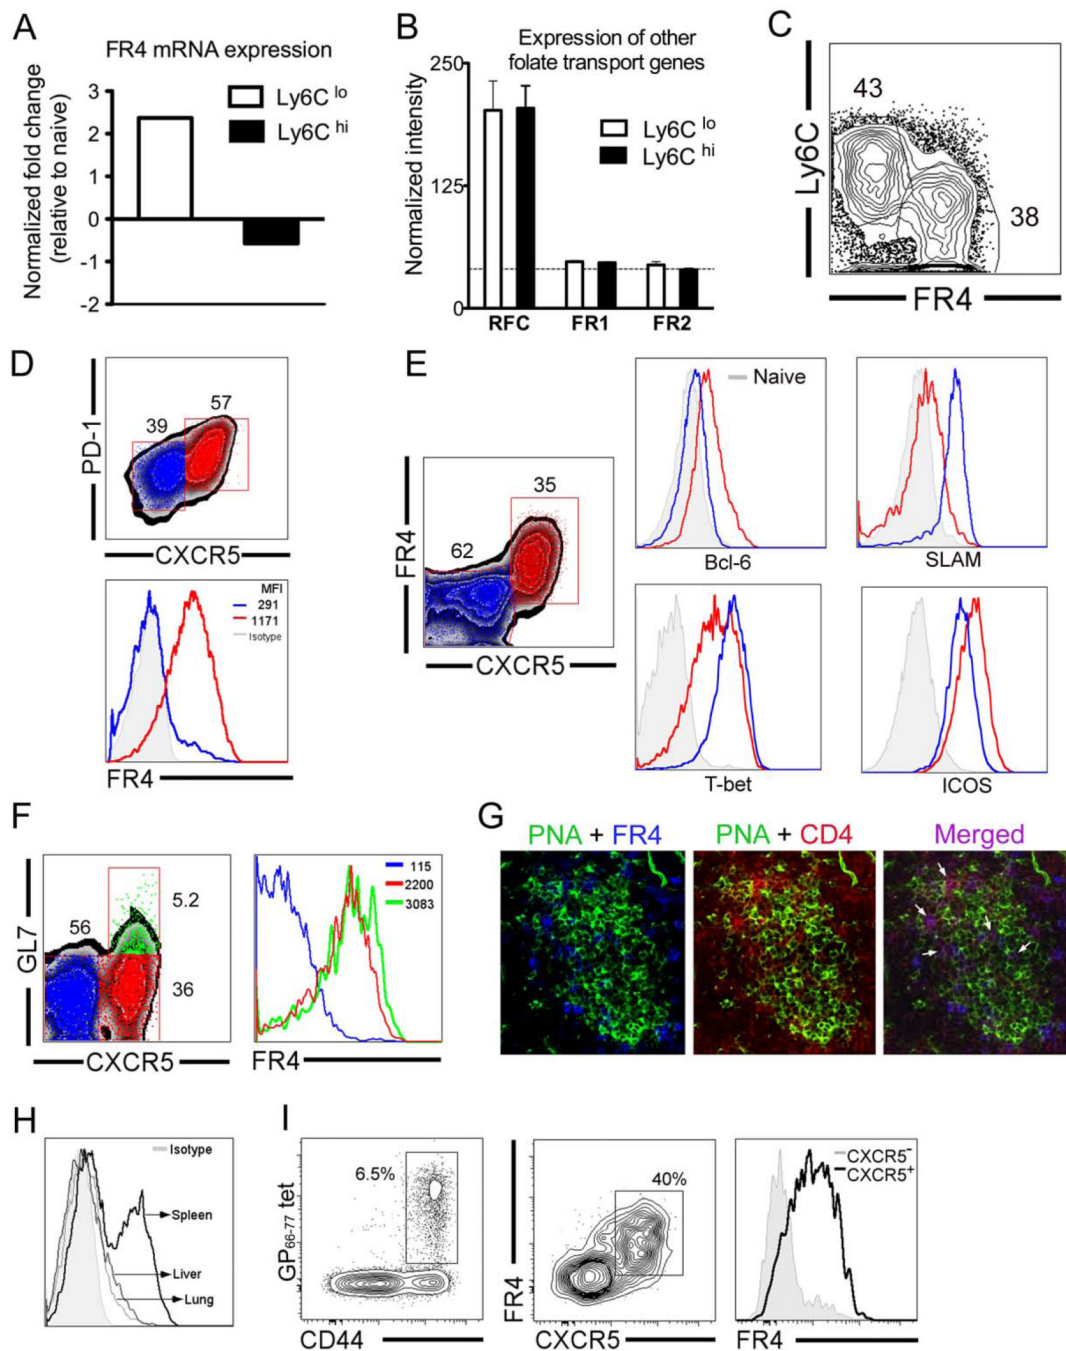 A
FR4 mRNA expression
Normalized fold change
(relative to naive)
3
2
1
0
-1
-2
Ly6C lo
Ly6C hi
B
Expression of other
folate transport genes
Normalized intensity
250
125
0
Ly6C lo
Ly6C hi
RFC FR1 FR2
C
Ly6C
43
38
FR4
D
PD-1
39
57
CXCR5
MFI
291
1171
Isotype
FR4
E
FR4
62
35
CXCR5
Naive
Bcl-6
SLAM
T-bet
ICOS
F
GL7
56
5.2
36
CXCR5
115
2200
3083
FR4
G
PNA + FR4
PNA + CD4
Merged
H
Isotype
Spleen
Liver
Lung
I
GP66-77 tet
6.5%
CD44
FR4
40%
CXCR5
CXCR5-
CXCR5+
FR4